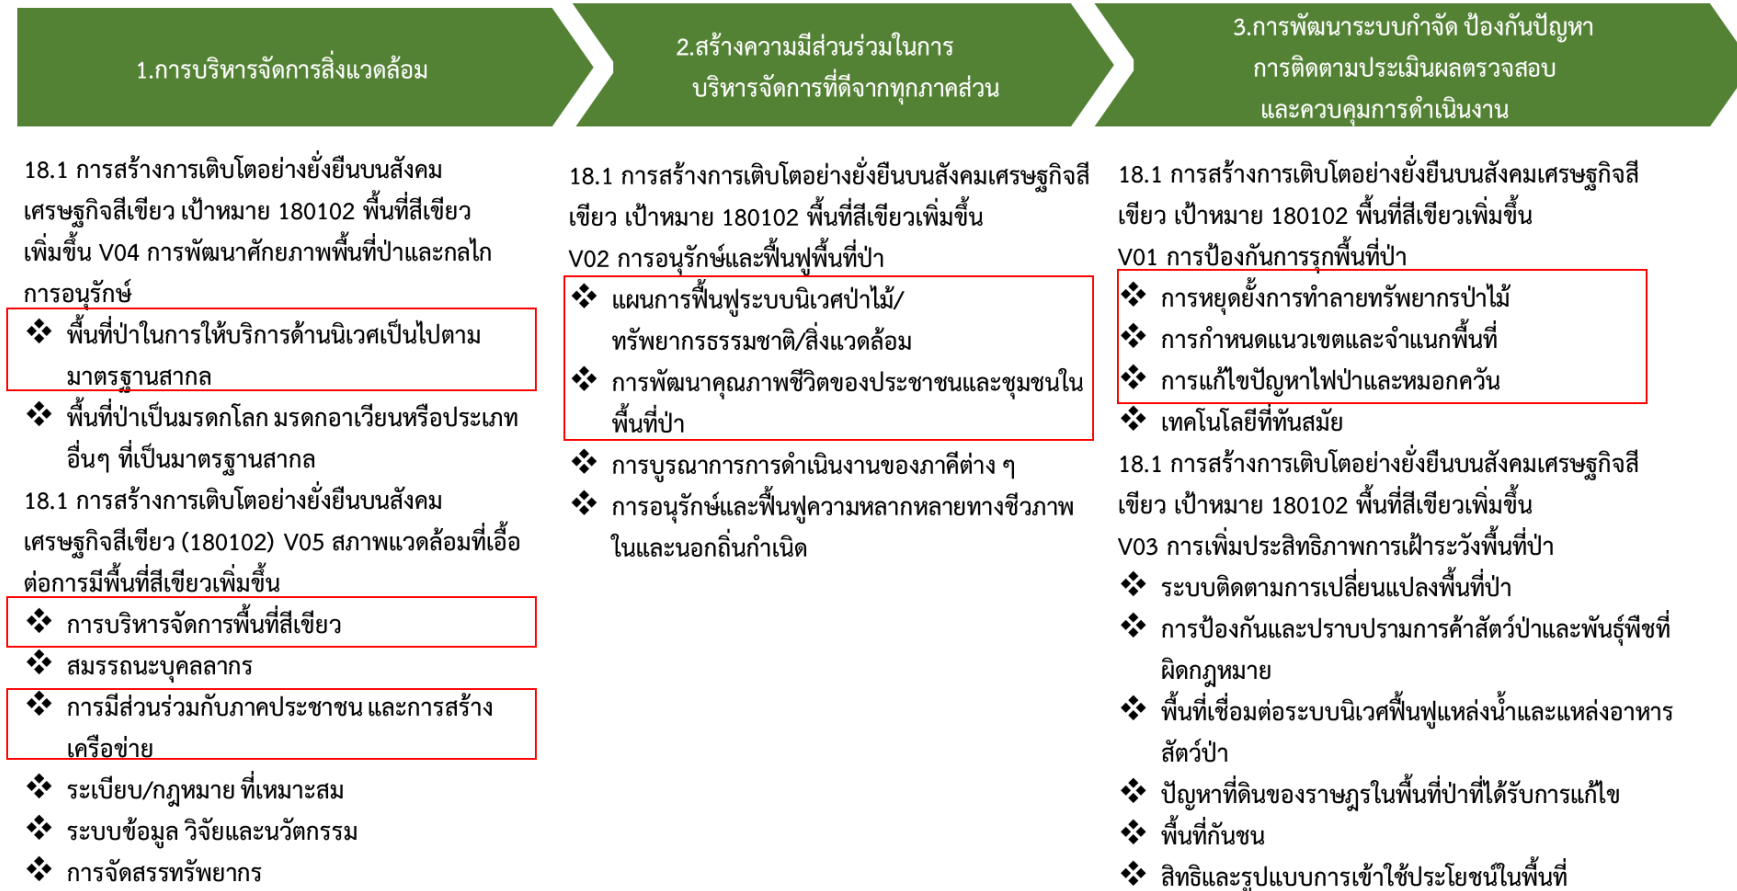 1.การบริหารจัดการสิ่งแวดล้อม
2.สร้างความมีส่วนร่วมในการ
บริหารจัดการที่ดีจากทุกภาคส่วน
3.การพัฒนาระบบกำจัด ป้องกันปัญหา
การติดตามประเมินผลตรวจสอบ
และควบคุมการดำเนินงาน
18.1 การสร้างการเติบโตอย่างยั่งยืนบนสังคม
เศรษฐกิจสีเขียว เป้าหมาย 180102 พื้นที่สีเขียว
เพิ่มขึ้น V04 การพัฒนาศักยภาพพื้นที่ป่าและกลไก
การอนุรักษ์
❖ พื้นที่ป่าในการให้บริการด้านนิเวศเป็นไปตาม
มาตรฐานสากล
❖ พื้นที่ป่าเป็นมรดกโลก มรดกอาเวียนหรือประเภท
อื่นๆ ที่เป็นมาตรฐานสากล
18.1 การสร้างการเติบโตอย่างยั่งยืนบนสังคม
เศรษฐกิจสีเขียว (180102) V05 สภาพแวดล้อมที่เอื้อ
ต่อการมีพื้นที่สีเขียวเพิ่มขึ้น
❖ การบริหารจัดการพื้นที่สีเขียว
❖ สมรรถนะบุคลลากร
❖ การมีส่วนร่วมกับภาคประชาชน และการสร้าง
เครือข่าย
❖ ระเบียบ/กฎหมาย ที่เหมาะสม
❖ ระบบข้อมูล วิจัยและนวัตกรรม
❖ การจัดสรรทรัพยากร
18.1 การสร้างการเติบโตอย่างยั่งยืนบนสังคมเศรษฐกิจสี
เขียว เป้าหมาย 180102 พื้นที่สีเขียวเพิ่มขึ้น
V02 การอนุรักษ์และฟื้นฟูพื้นที่ป่า
❖ แผนการฟื้นฟูระบบนิเวศป่าไม้/
ทรัพยากรธรรมชาติ/สิ่งแวดล้อม
❖ การพัฒนาคุณภาพชีวิตของประชาชนและชุมชนใน
พื้นที่ป่า
❖ การบูรณาการการดำเนินงานของภาคีต่าง ๆ
❖ การอนุรักษ์และฟื้นฟูความหลากหลายทางชีวภาพ
ในและนอกถิ่นกำเนิด
18.1 การสร้างการเติบโตอย่างยั่งยืนบนสังคมเศรษฐกิจสี
เขียว เป้าหมาย 180102 พื้นที่สีเขียวเพิ่มขึ้น
V01 การป้องกันการรุกพื้นที่ป่า
❖ การหยุดยั้งการทำลายทรัพยากรป่าไม้
❖ การกำหนดแนวเขตและจำแนกพื้นที่
❖ การแก้ไขปัญหาไฟป่าและหมอกควัน
❖ เทคโนโลยีที่ทันสมัย
18.1 การสร้างการเติบโตอย่างยั่งยืนบนสังคมเศรษฐกิจสี
เขียว เป้าหมาย 180102 พื้นที่สีเขียวเพิ่มขึ้น
V03 การเพิ่มประสิทธิภาพการเฝ้าระวังพื้นที่ป่า
❖ ระบบติดตามการเปลี่ยนแปลงพื้นที่ป่า
❖ การป้องกันและปราบปรามการค้าสัตว์ป่าและพันธุ์พืชที่
ผิดกฎหมาย
❖ พื้นที่เชื่อมต่อระบบนิเวศฟื้นฟูแหล่งน้ำและแหล่งอาหาร
สัตว์ป่า
❖ ปัญหาที่ดินของราษฎรในพื้นที่ป่าที่ได้รับการแก้ไข
❖ พื้นที่กันชน
❖ สิทธิและรูปแบบการเข้าใช้ประโยชน์ในพื้นที่